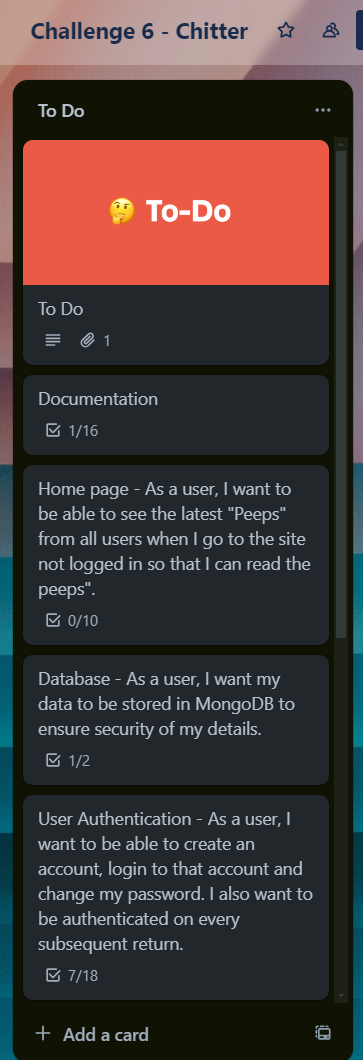 Challenge 6 - Chitter
To Do
🤔 To-Do
To Do
1
Documentation
1/16
Home page - As a user, I want to
be able to see the latest "Peeps"
from all users when I go to the site
not logged in so that I can read the
peeps".
0/10
Database - As a user, I want my
data to be stored in MongoDB to
ensure security of my details.
1/2
User Authentication - As a user, I
want to be able to create an
account, login to that account and
change my password. I also want to
be authenticated on every
subsequent return.
7/18
Add a card